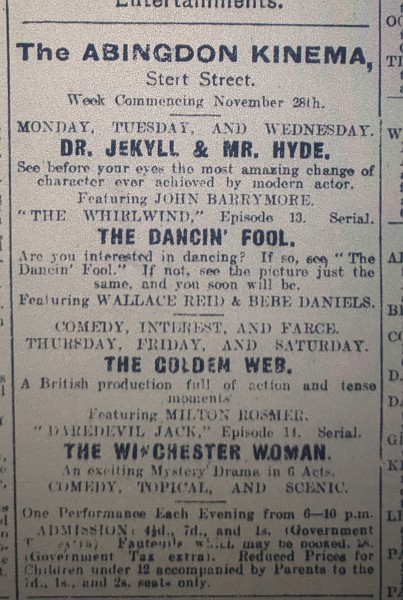 Entertainments.
The ABINGDON KINEMA,
Stert Street.
Week Commencing November 28th.
MONDAY, TUESDAY, AND WEDNESDAY.
DR. JEKYLL & MR. HYDE.
See before your eyes the most amazing change of
character ever achieved by modern actor.
Featuring JOHN BARRYMORE.
"THE WHIRLWIND," Episode 13. Serial.
THE DANCIN' FOOL.
Are you interested in dancing? If so, see "The
Dancin' Fool." If not, see the picture just the
same, and you soon will be.
Featuring WALLACE REID & BEBE DANIELS.
COMEDY, INTEREST, AND FARCE.
THURSDAY, FRIDAY, AND SATURDAY.
THE GOLDEN WEB.
A British production full of action and tense
moments
Featuring MILTON ROSMER.
"DAREDEVIL JACK," Episode 14. Serial.
THE WINCHESTER WOMAN.
An exciting Mystery Drama in 6 Acts.
COMEDY, TOPICAL, AND SCENIC.
One Performance Each Evening from 6—10 p.m.
ADMISSION: 4½d., 7d., and 1s. (Government
T extra). Fauteuils which may be booked, 2s.
(Government Tax extra). Reduced Prices for
Children under 12 accompanied by Parents to the
7d., 1s., and 2s. seats only.